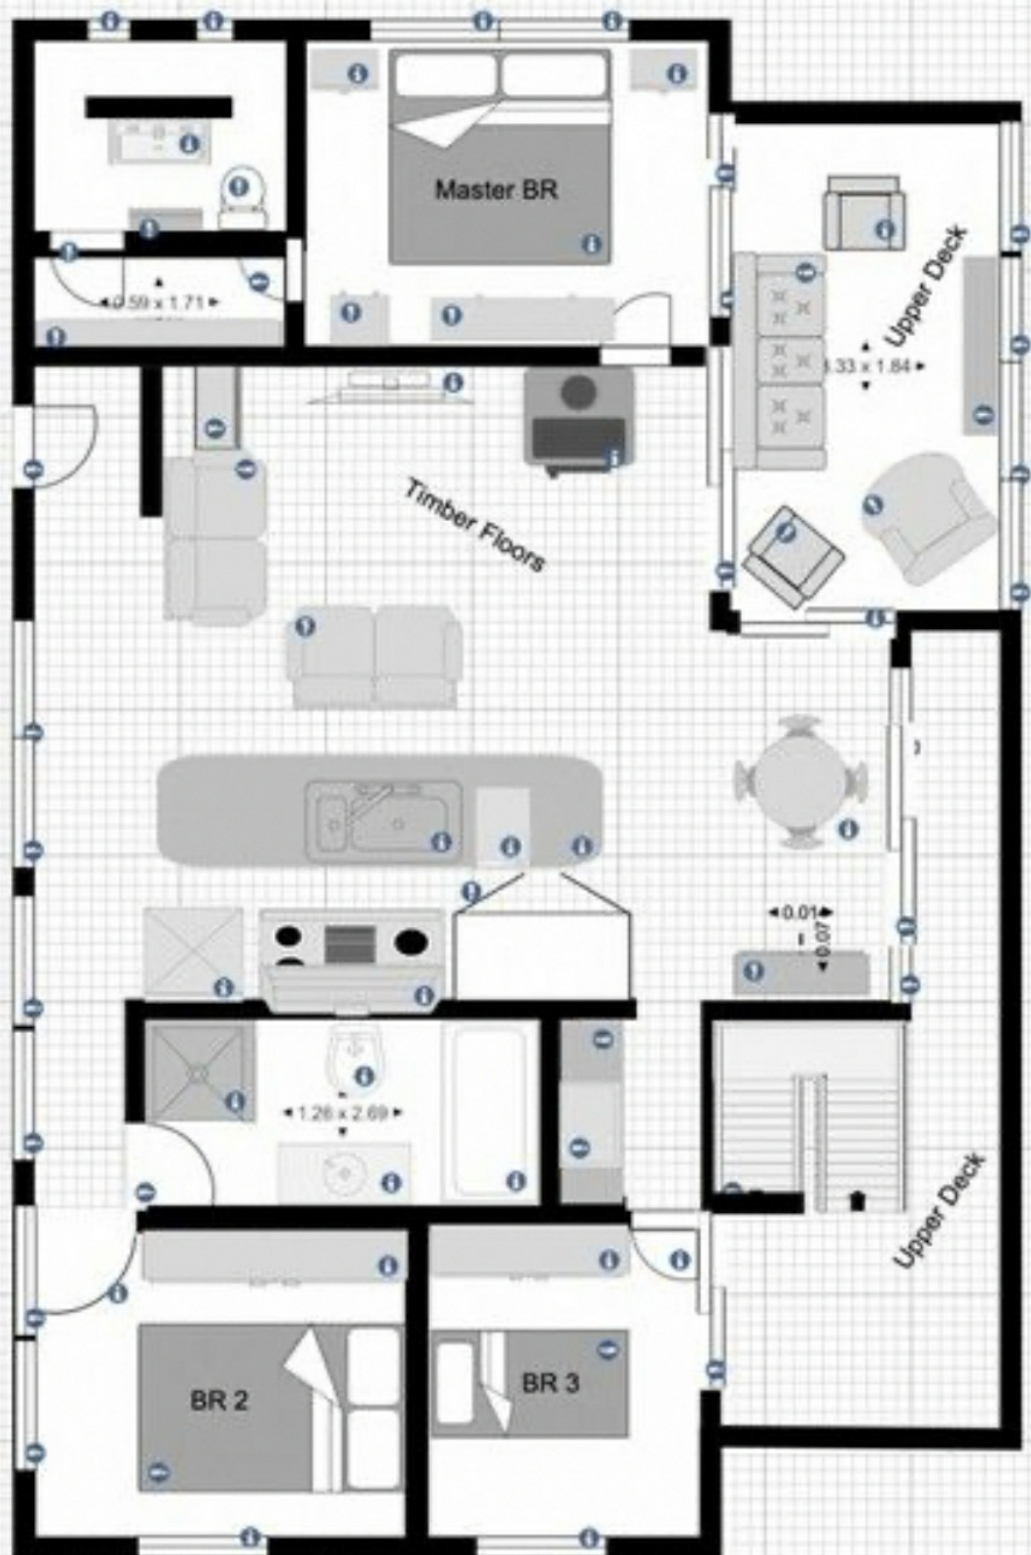 Master BR
Upper Deck
0.59 x 1.71
.33 x 1.84
Timber Floors
0.01
0.07
1.26 x 2.69
Upper Deck
BR 2
BR 3